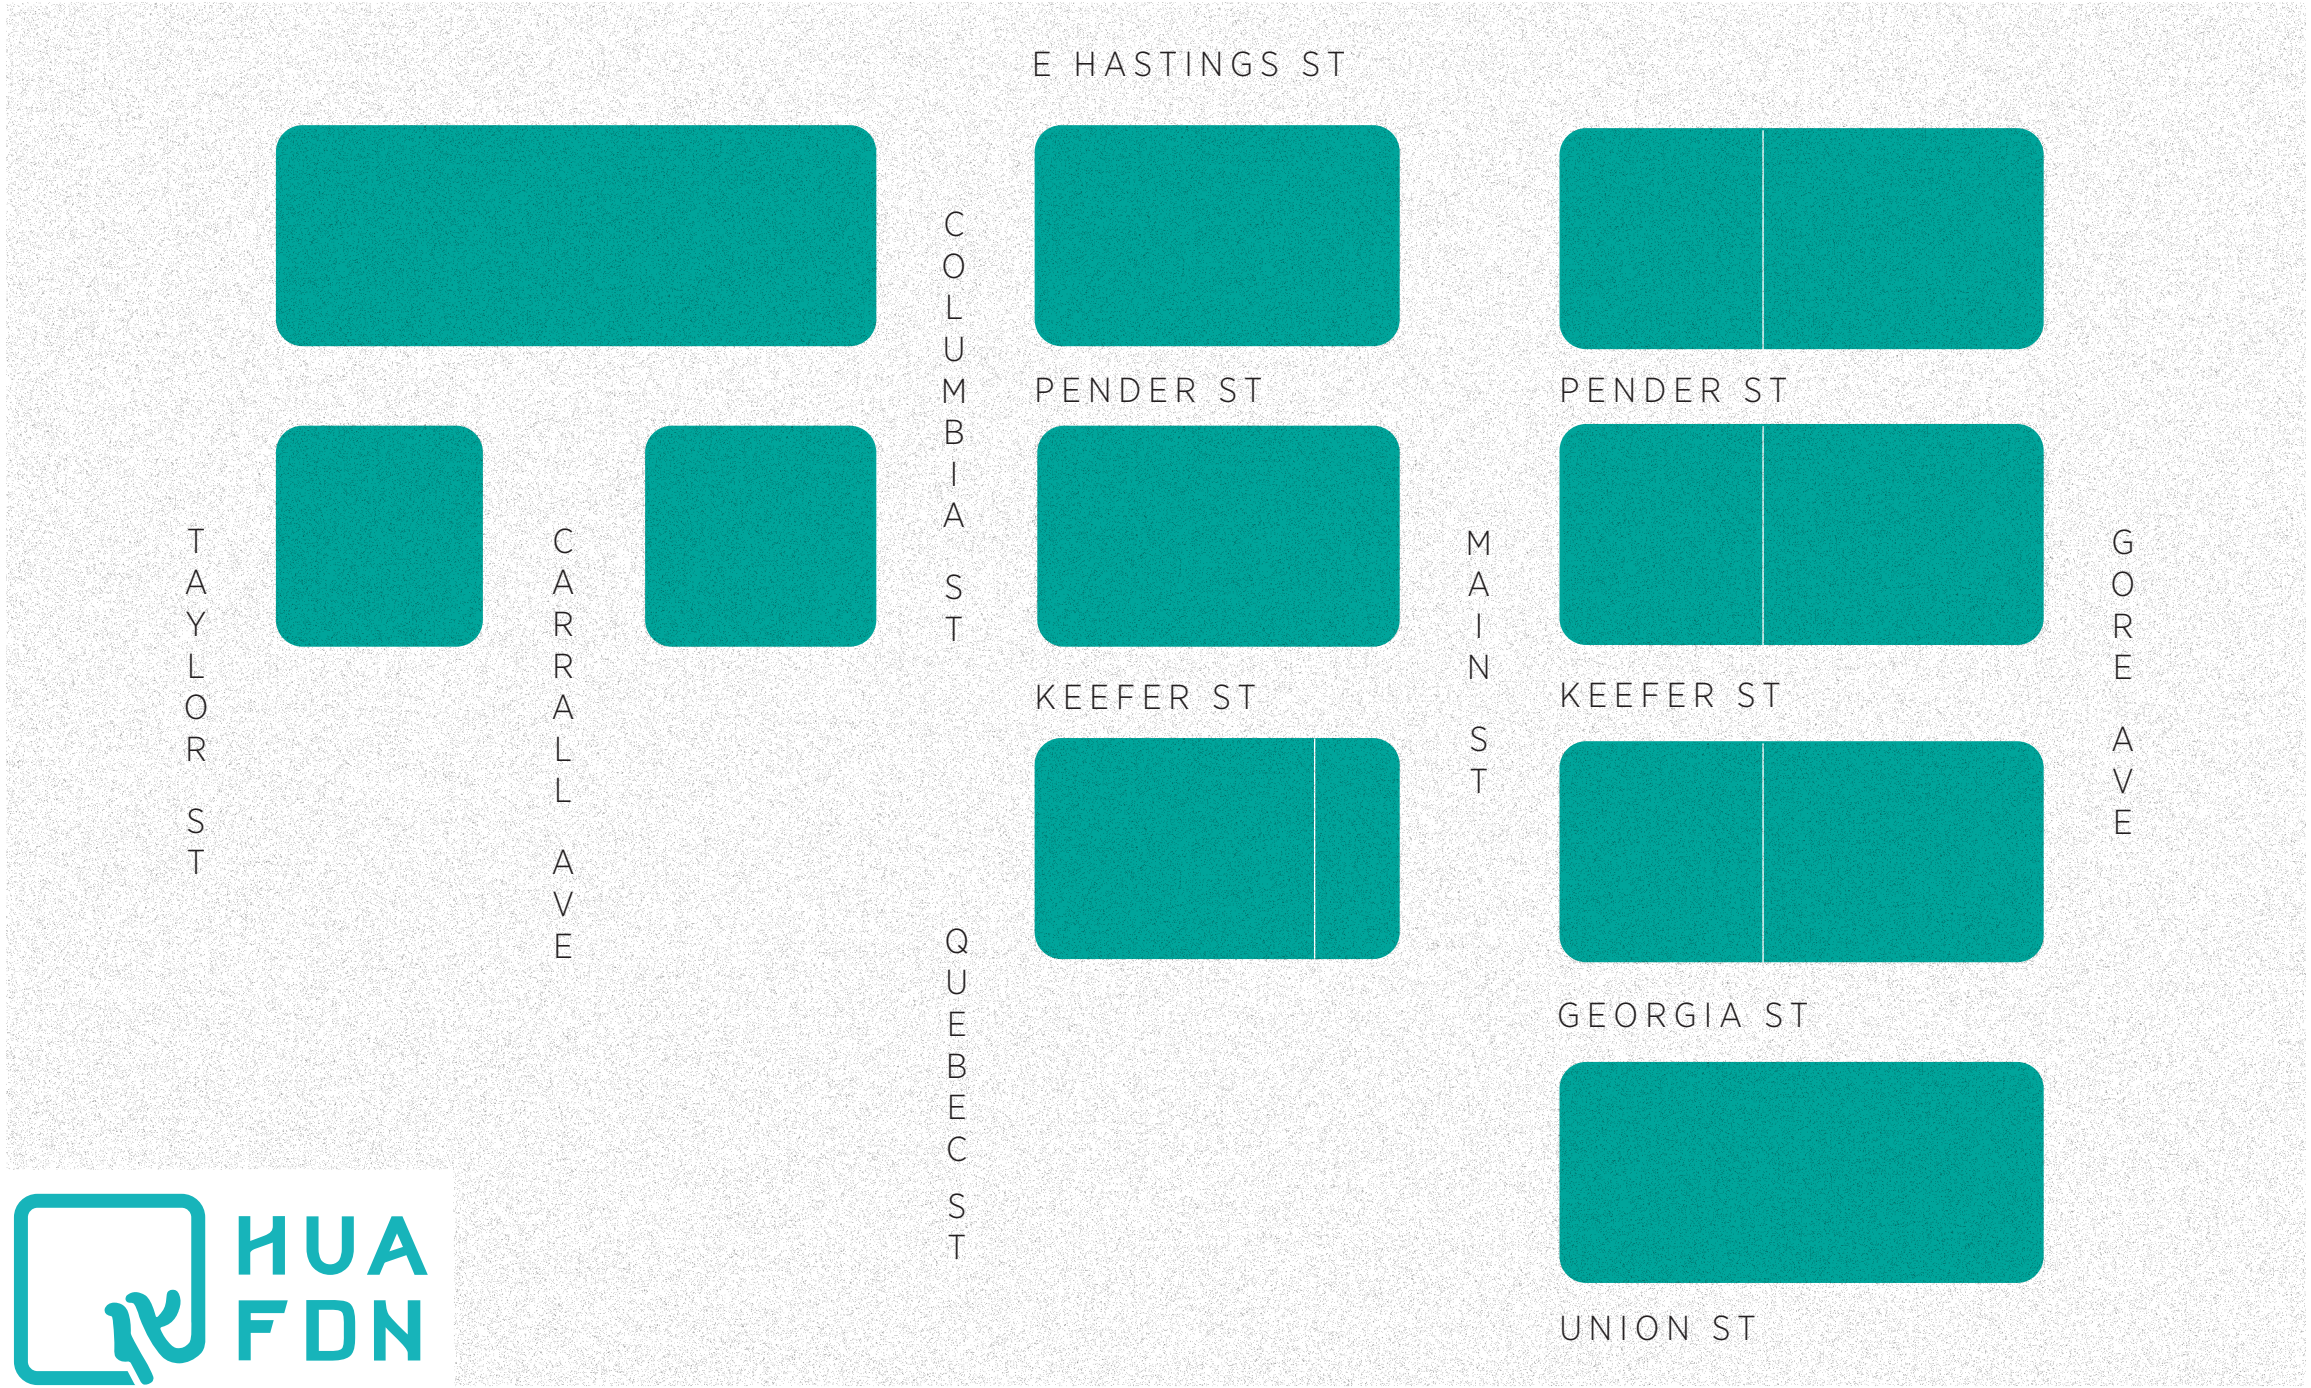 E HASTINGS ST
COLUMBIA ST
PENDER ST
PENDER ST
TAYLOR ST
CARRALL AVE
MAIN ST
GORE AVE
KEEFER ST
KEEFER ST
QUEBEC ST
GEORGIA ST
UNION ST
HUA
FDN